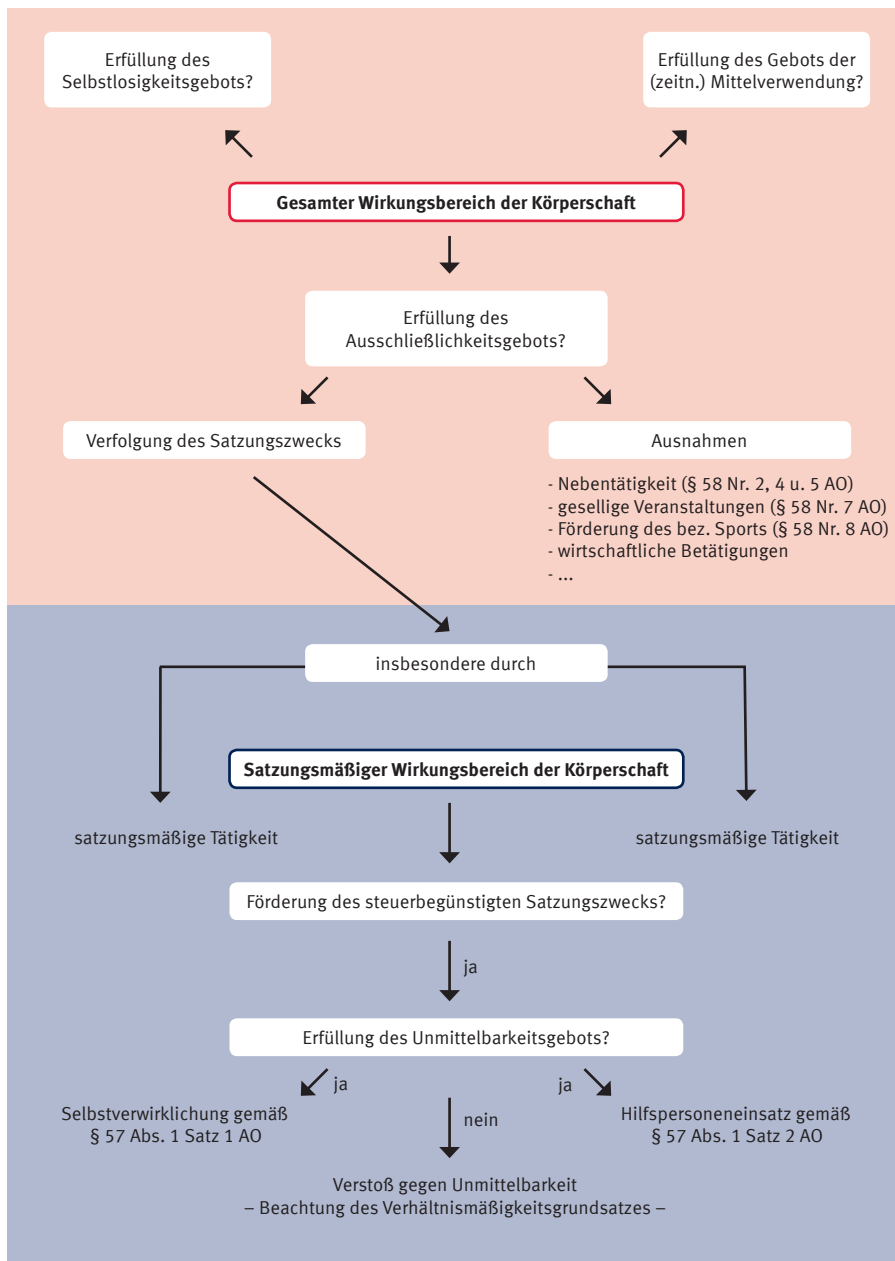 Erfüllung des
Selbstlosigkeitsgebots?
Erfüllung des Gebots der
(zeitn.) Mittelverwendung?
Gesamter Wirkungsbereich der Körperschaft
Erfüllung des
Ausschließlichkeitsgebots?
Verfolgung des Satzungszwecks
Ausnahmen
- Nebentätigkeit (§ 58 Nr. 2, 4 u. 5 AO)
- gesellige Veranstaltungen (§ 58 Nr. 7 AO)
- Förderung des bez. Sports (§ 58 Nr. 8 AO)
- wirtschaftliche Betätigungen
- ...
insbesondere durch
Satzungsmäßiger Wirkungsbereich der Körperschaft
satzungsmäßige Tätigkeit
satzungsmäßige Tätigkeit
Förderung des steuerbegünstigten Satzungszwecks?
ja
Erfüllung des Unmittelbarkeitsgebots?
ja
ja
Selbstverwirklichung gemäß
§ 57 Abs. 1 Satz 1 AO
nein
Hilfspersoneneinsatz gemäß
§ 57 Abs. 1 Satz 2 AO
Verstoß gegen Unmittelbarkeit
– Beachtung des Verhältnismäßigkeitsgrundsatzes –